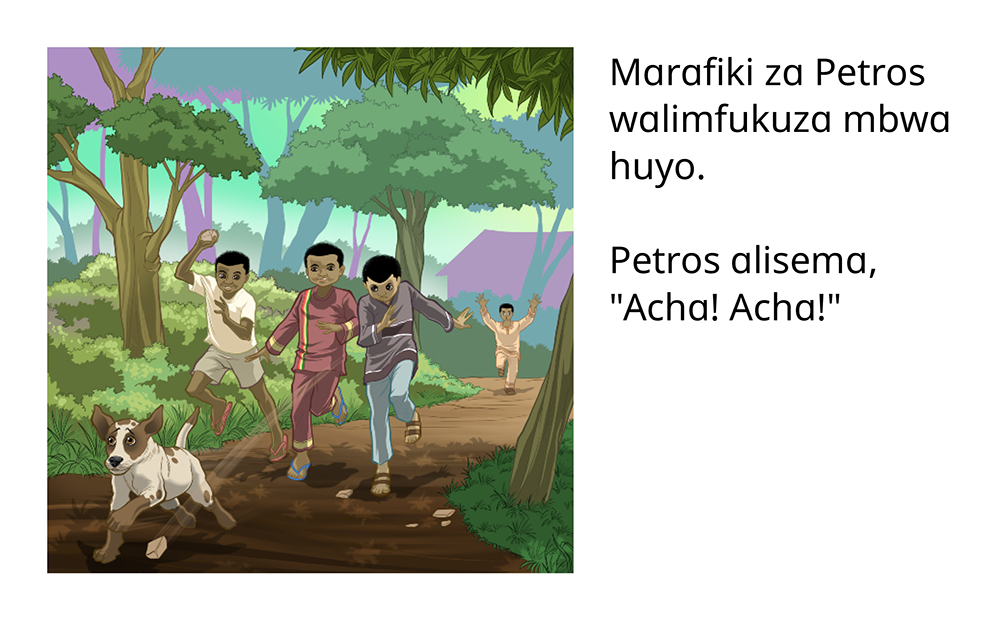 Marafiki za Petros
walimfukuza mbwa
huyo.
Petros alisema,
"Acha! Acha!"